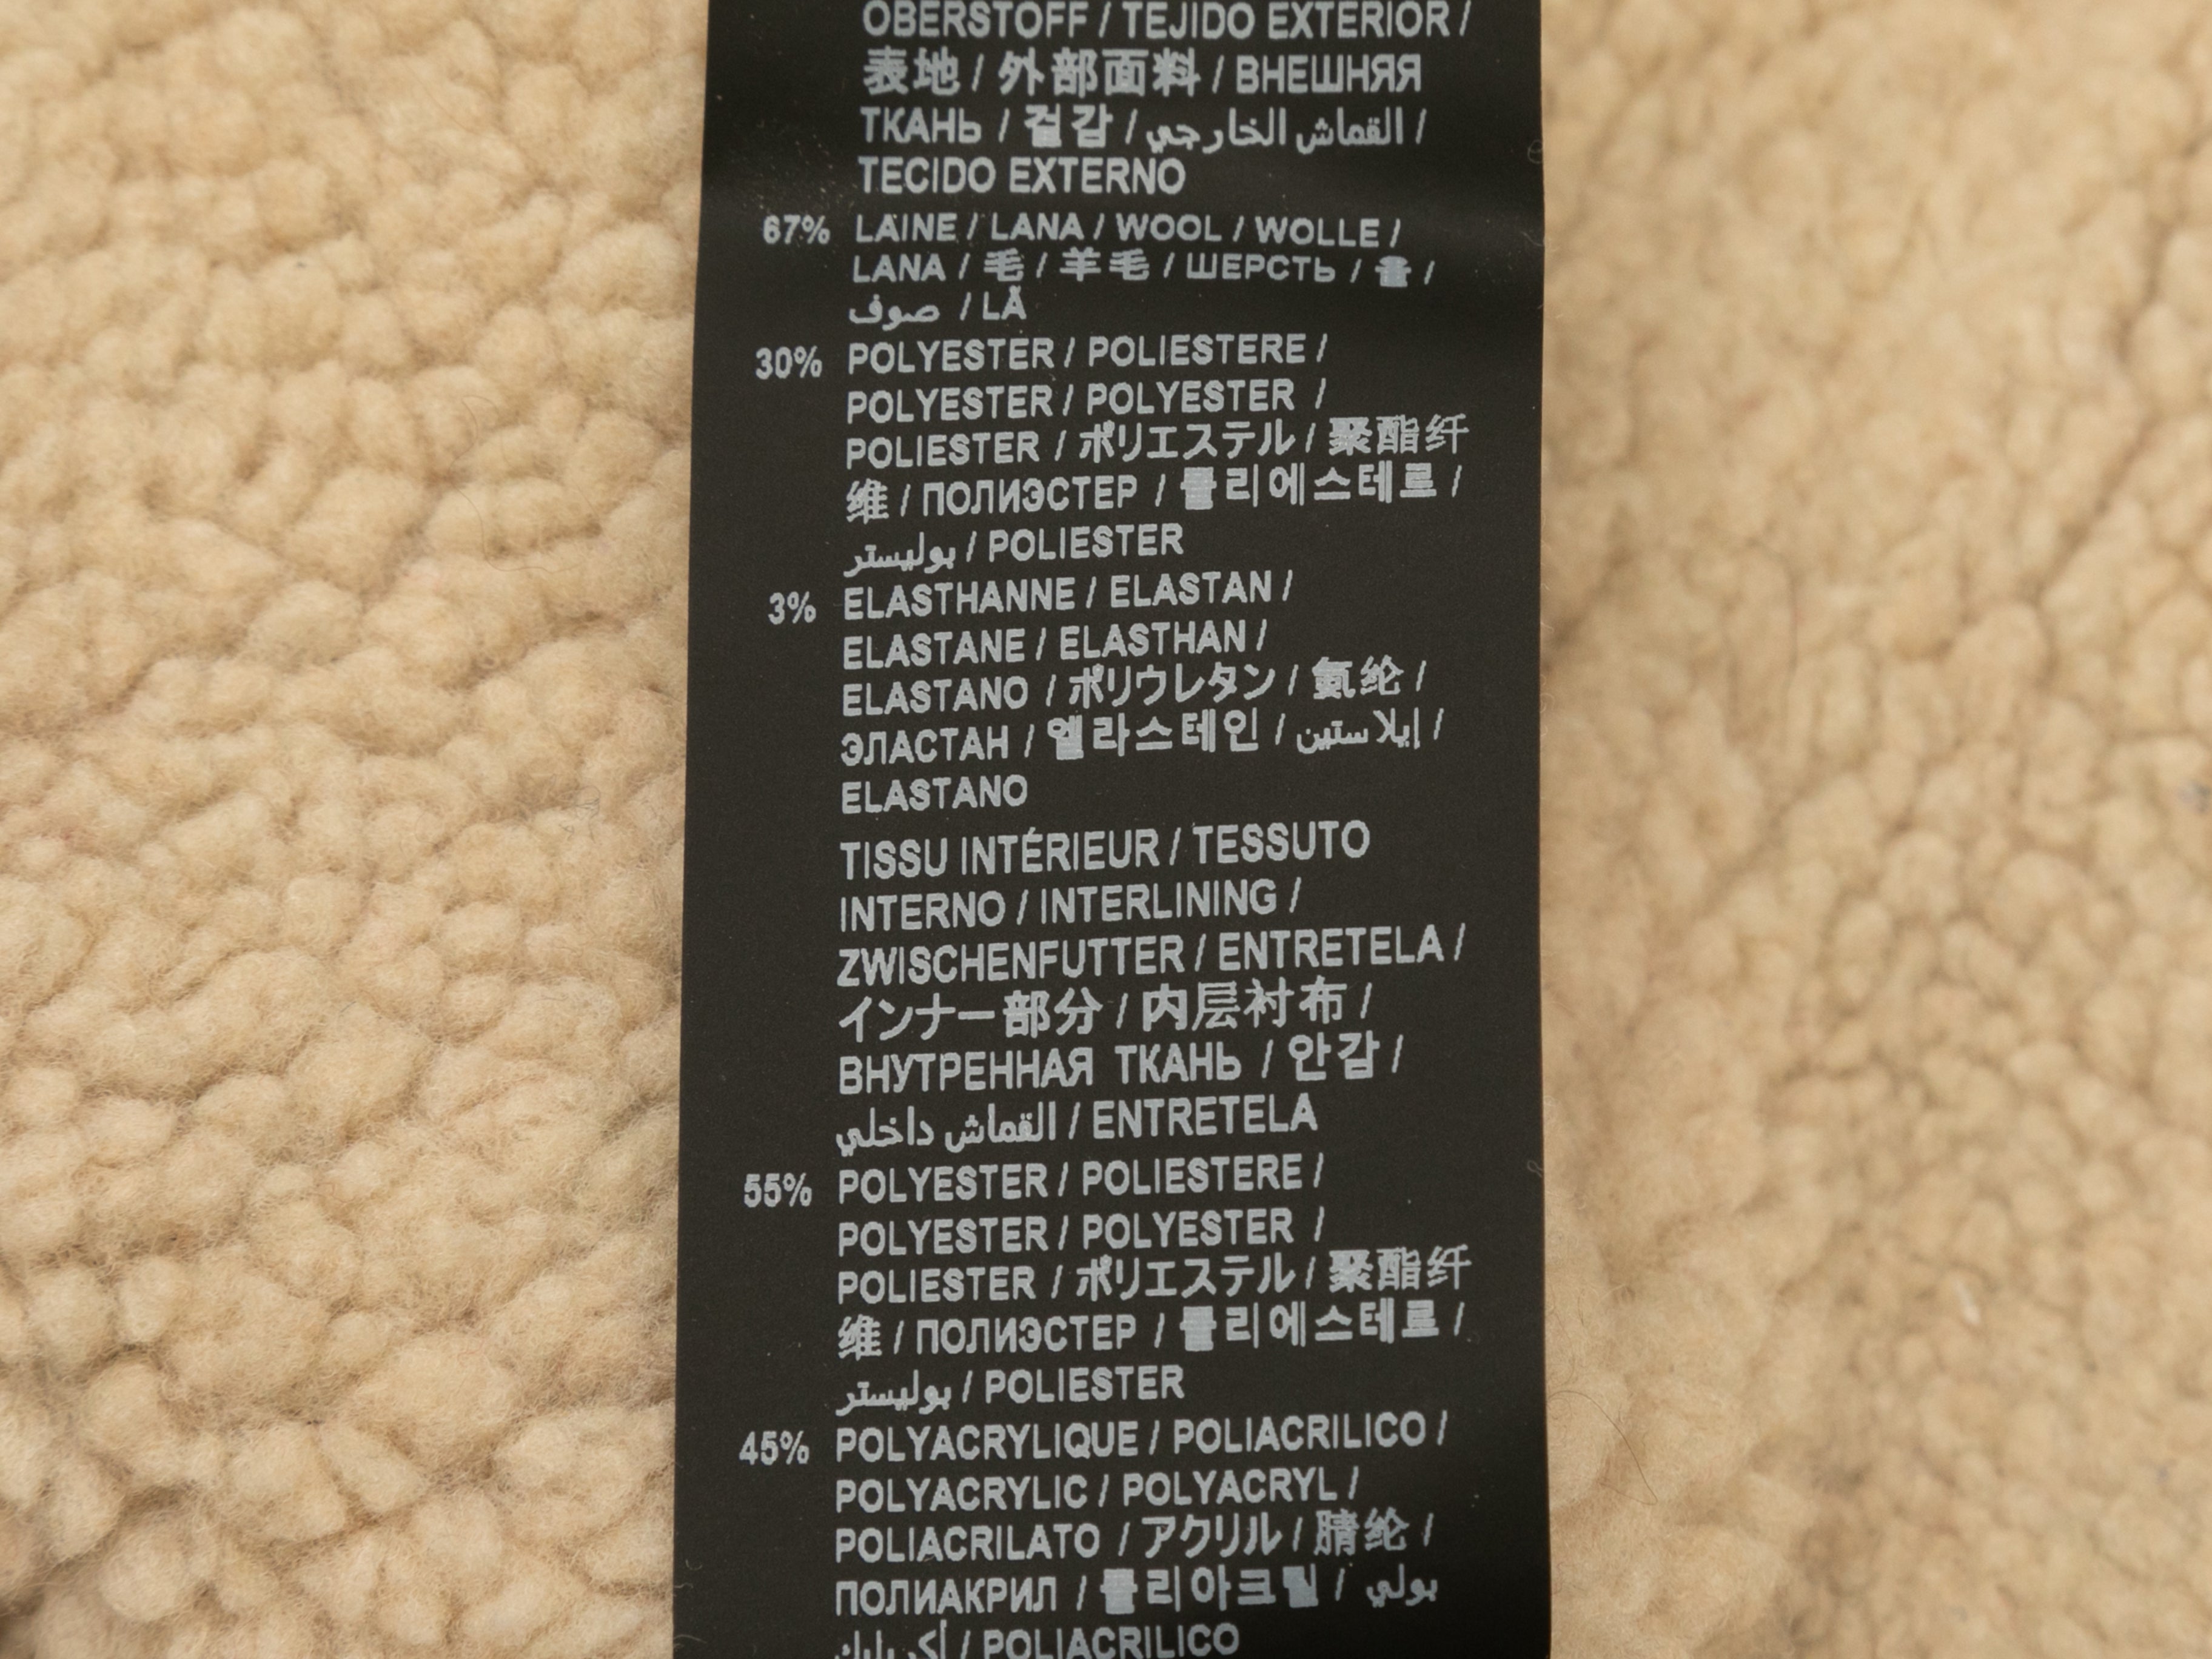 OBERSTOFF / TEJIDO EXTERIOR /
表地 / 外部面料 / ВНЕШНЯЯ
ТКАНЬ / 겉감 / القماش الخارجي /
TECIDO EXTERNO
67% LAINE / LANA / WOOL / WOLLE /
LANA / 毛 / 羊毛 / ШЕРСТЬ / 울 /
صوف / LÃ
30% POLYESTER / POLIESTERE /
POLYESTER / POLYESTER /
POLIESTER / ポリエステル / 聚酯纤
维 / ПОЛИЭСТЕР / 폴리에스테르 /
بوليستر / POLIESTER
3% ELASTHANNE / ELASTAN /
ELASTANE / ELASTHAN /
ELASTANO / ポリウレタン / 氨纶 /
ЭЛАСТАН / 엘라스테인 / إيلاستين /
ELASTANO
TISSU INTÉRIEUR / TESSUTO
INTERNO / INTERLINING /
ZWISCHENFUTTER / ENTRETELA /
インナー部分 / 内层衬布 /
ВНУТРЕННАЯ ТКАНЬ / 안감 /
القماش داخلي / ENTRETELA
55% POLYESTER / POLIESTERE /
POLYESTER / POLYESTER /
POLIESTER / ポリエステル / 聚酯纤
维 / ПОЛИЭСТЕР / 폴리에스테르 /
بوليستر / POLIESTER
45% POLYACRYLIQUE / POLIACRILICO /
POLYACRYLIC / POLYACRYL /
POLIACRILATO / アクリル / 腈纶 /
ПОЛИАКРИЛ / 폴리아크릴 / بولي
/ POLIACRILICO